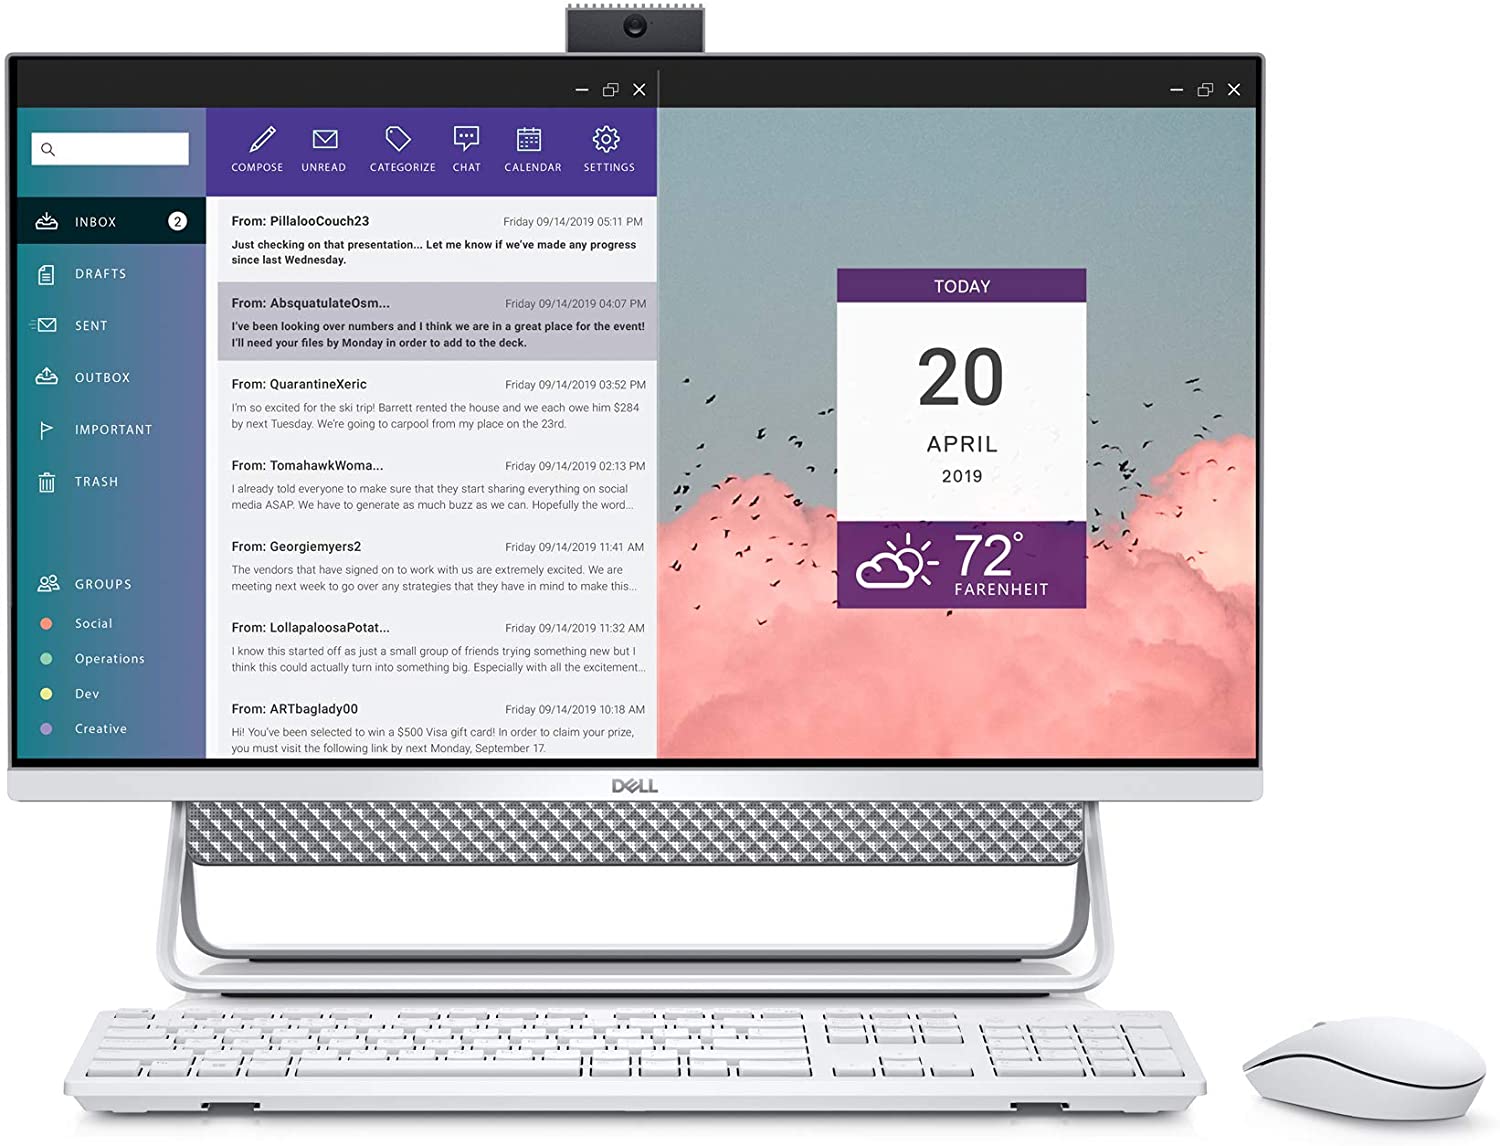 COMPOSE UNREAD CATEGORIZE CHAT CALENDAR SETTINGS
INBOX 2
DRAFTS
SENT
OUTBOX
IMPORTANT
TRASH
GROUPS
Social
Operations
Dev
Creative
From: PillalooCouch23 Friday 09/14/2019 05:11 PM
Just checking on that presentation... Let me know if we've made any progress
since last Wednesday.
From: AbsquatulateOsm... Friday 09/14/2019 04:07 PM
I've been looking over numbers and I think we are in a great place for the event!
I'll need your files by Monday in order to add to the deck.
From: QuarantineXeric Friday 09/14/2019 03:52 PM
I'm so excited for the ski trip! Barrett rented the house and we each owe him $284
by next Tuesday. We're going to carpool from my place on the 23rd.
From: TomahawkWoma... Friday 09/14/2019 02:13 PM
I already told everyone to make sure that they start sharing everything on social
media ASAP. We have to generate as much buzz as we can. Hopefully the word...
From: Georgiemyers2 Friday 09/14/2019 11:41 AM
The vendors that have signed on to work with us are extremely excited. We are
meeting next week to go over any strategies that they have in mind to make this...
From: LollapaloosaPotat... Friday 09/14/2019 11:32 AM
I know this started off as just a small group of friends trying something new but I
think this could actually turn into something big. Especially with all the excitement...
From: ARTbaglady00 Friday 09/14/2019 10:18 AM
Hi! You've been selected to win a $500 Visa gift card! In order to claim your prize,
you must visit the following link by next Monday, September 17.
TODAY
20
APRIL
2019
72°
FARENHEIT
DELL